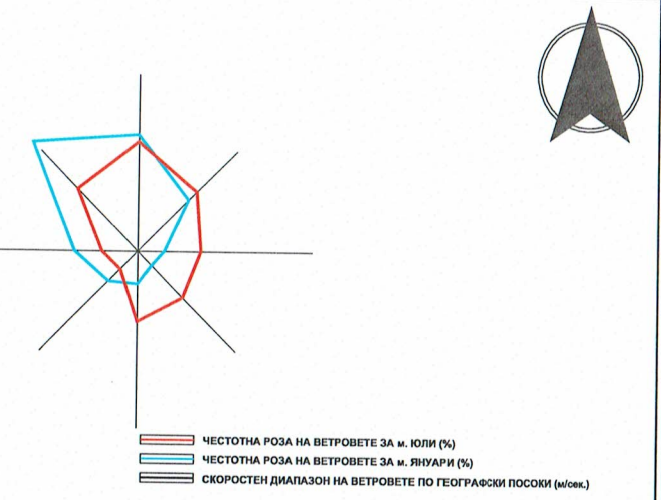 ЧЕСТОТНА РОЗА НА ВЕТРОВЕТЕ ЗА м. ЮЛИ (%)
ЧЕСТОТНА РОЗА НА ВЕТРОВЕТЕ ЗА м. ЯНУАРИ (%)
СКОРОСТЕН ДИАПАЗОН НА ВЕТРОВЕТЕ ПО ГЕОГРАФСКИ ПОСОКИ (м/сек.)